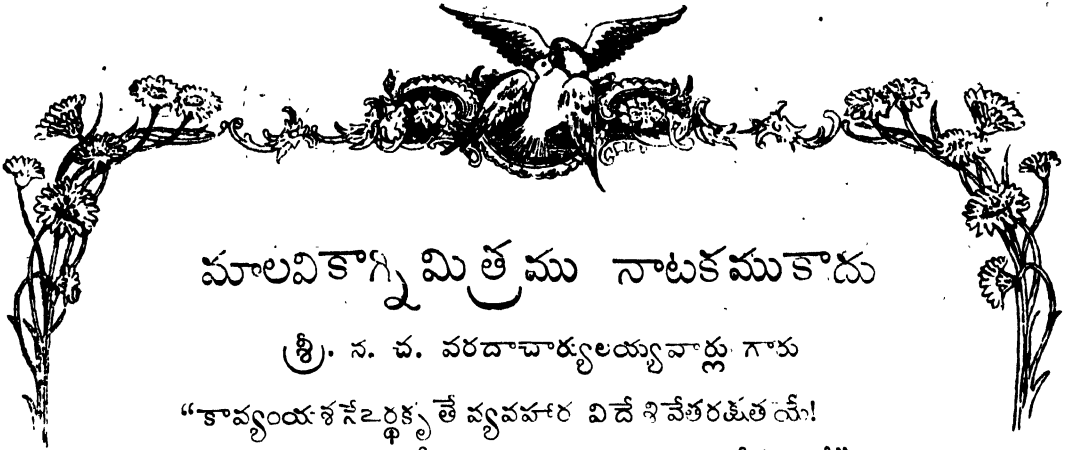 మాలవికాగ్నిమిత్రము నాటకముకాదు
శ్రీ. న. చ. వరదాచార్యులయ్యవార్లు గారు
“కావ్యంయశసేఽర్థకృతే వ్యవహార విదే శివేతరక్షతయే!